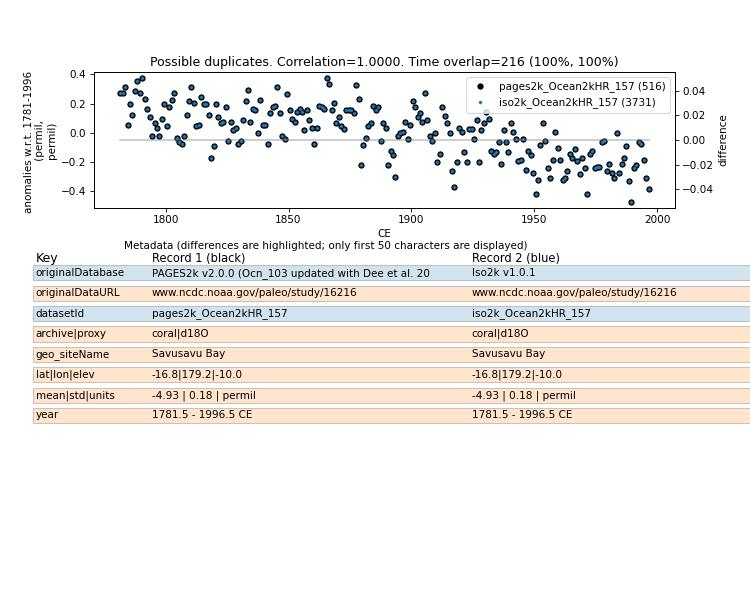 Possible duplicates. Correlation=1.0000. Time overlap=216 (100%, 100%)
anomalies w.r.t. 1781-1996
(permil,
permil)
0.4
0.2
0.0
−0.2
−0.4
pages2k_Ocean2kHR_157 (516)
iso2k_Ocean2kHR_157 (3731)
0.04
0.02
0.00
−0.02
−0.04
difference
1800 1850 1900 1950 2000
CE
Metadata (differences are highlighted; only first 50 characters are displayed)
Key Record 1 (black) Record 2 (blue)
originalDatabase PAGES2k v2.0.0 (Ocn_103 updated with Dee et al. 20 Iso2k v1.0.1
originalDataURL www.ncdc.noaa.gov/paleo/study/16216 www.ncdc.noaa.gov/paleo/study/16216
datasetId pages2k_Ocean2kHR_157 iso2k_Ocean2kHR_157
archive|proxy coral|d18O coral|d18O
geo_siteName Savusavu Bay Savusavu Bay
lat|lon|elev -16.8|179.2|-10.0 -16.8|179.2|-10.0
mean|std|units -4.93 | 0.18 | permil -4.93 | 0.18 | permil
year 1781.5 - 1996.5 CE 1781.5 - 1996.5 CE